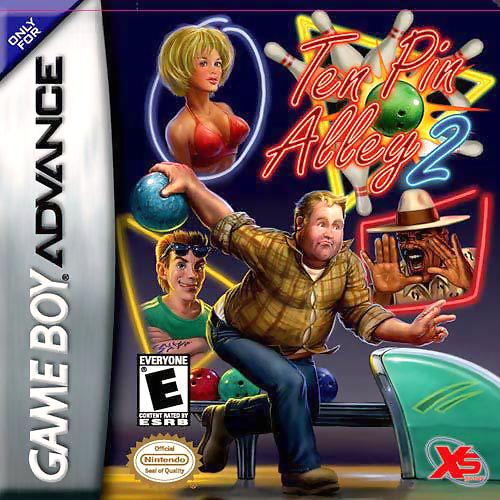 ONLY
FOR
GAME BOY ADVANCE
Ten Pin
Alley 2
EVERYONE
E
CONTENT RATED BY
ESRB
Official
Nintendo
Seal of Quality
XS